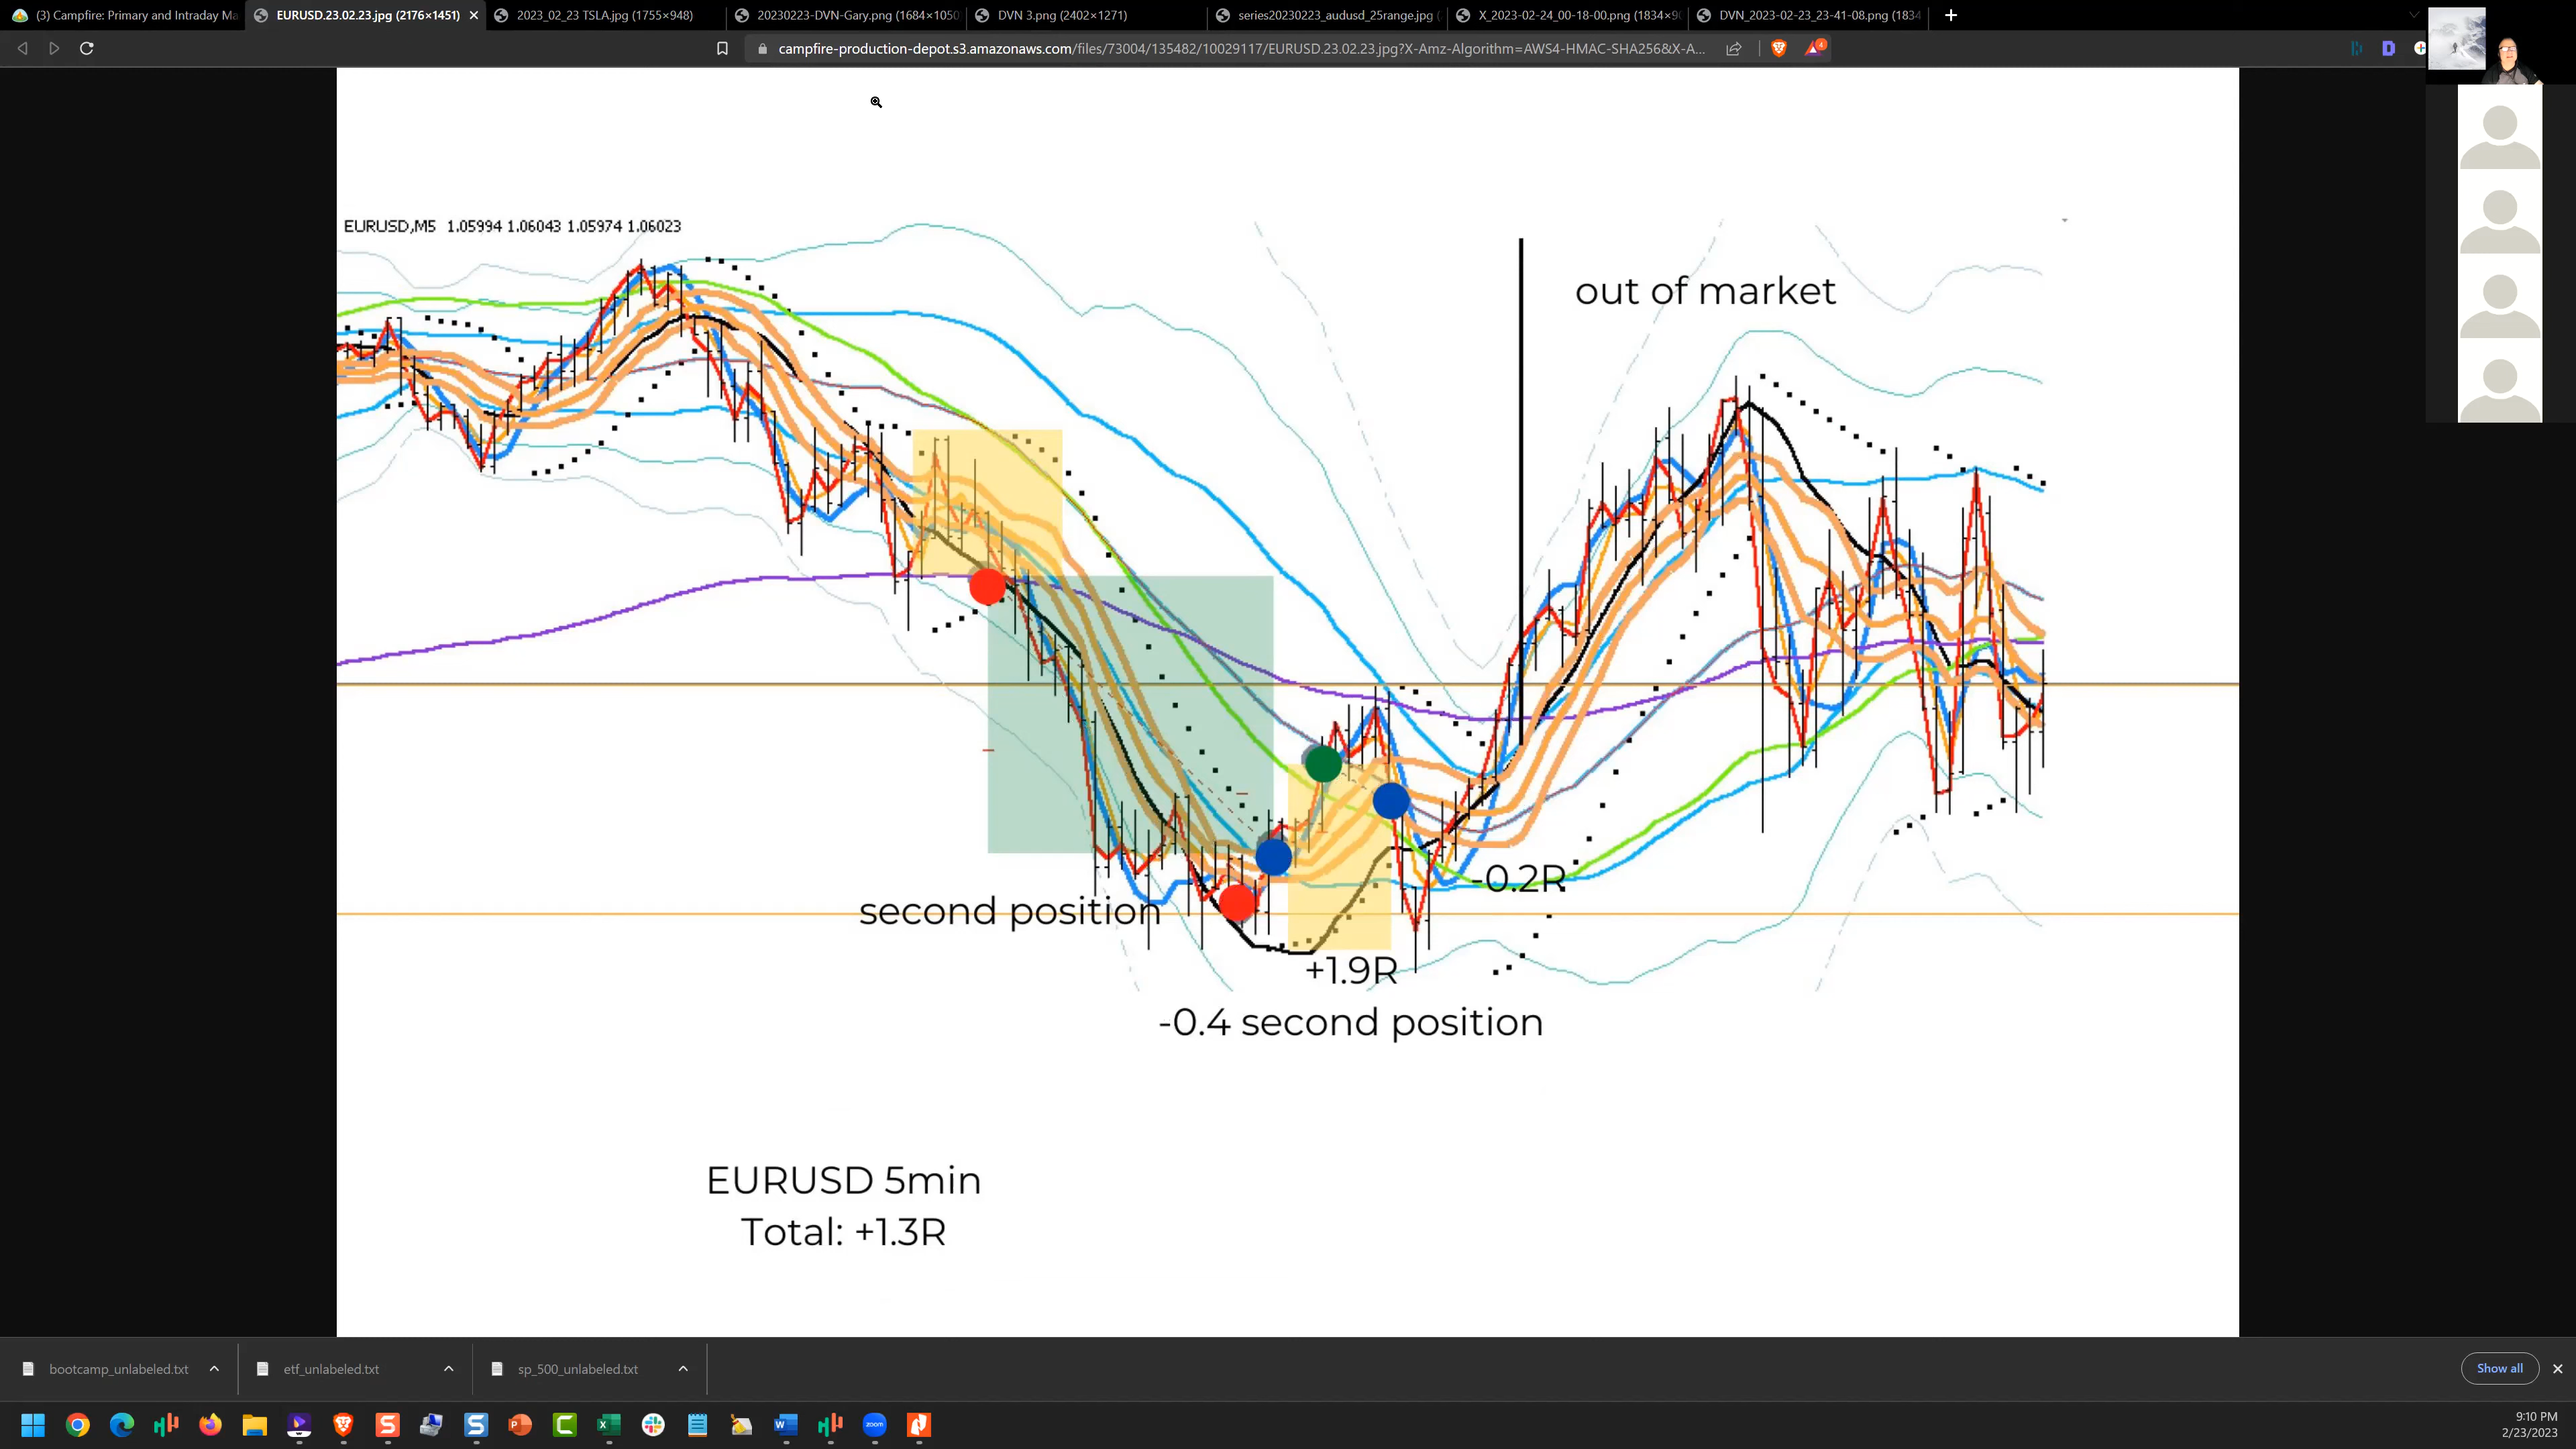 (3) Campfire: Primary and Intraday Ma
EURUSD.23.02.23.jpg (2176×1451)
2023_02_23 TSLA.jpg (1755×948)
20230223-DVN-Gary.png (1684×1050
DVN 3.png (2402×1271)
series20230223_audusd_25range.jpg (
X_2023-02-24_00-18-00.png (1834×9
DVN_2023-02-23_23-41-08.png (1834
campfire-production-depot.s3.amazonaws.com/files/73004/135482/10029117/EURUSD.23.02.23.jpg?X-Amz-Algorithm=AWS4-HMAC-SHA256&X-A...
EURUSD,M5 1.05994 1.06043 1.05974 1.06023
out of market
-0.2R
second position
+1.9R
-0.4 second position
EURUSD 5min
Total: +1.3R
bootcamp_unlabeled.txt
etf_unlabeled.txt
sp_500_unlabeled.txt
Show all
zoom
9:10 PM
2/23/2023